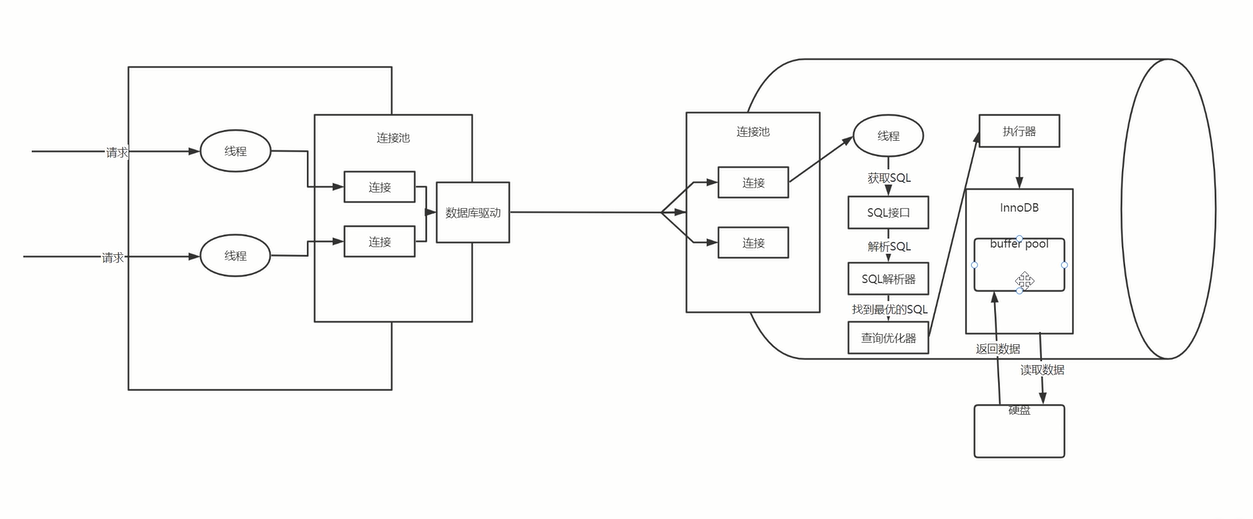 请求
线程
请求
线程
连接池
连接
连接
数据库驱动
连接池
连接
连接
线程
获取SQL
SQL接口
解析SQL
SQL解析器
找到最优的SQL
查询优化器
执行器
InnoDB
buffer pool
返回数据
读取数据
硬盘